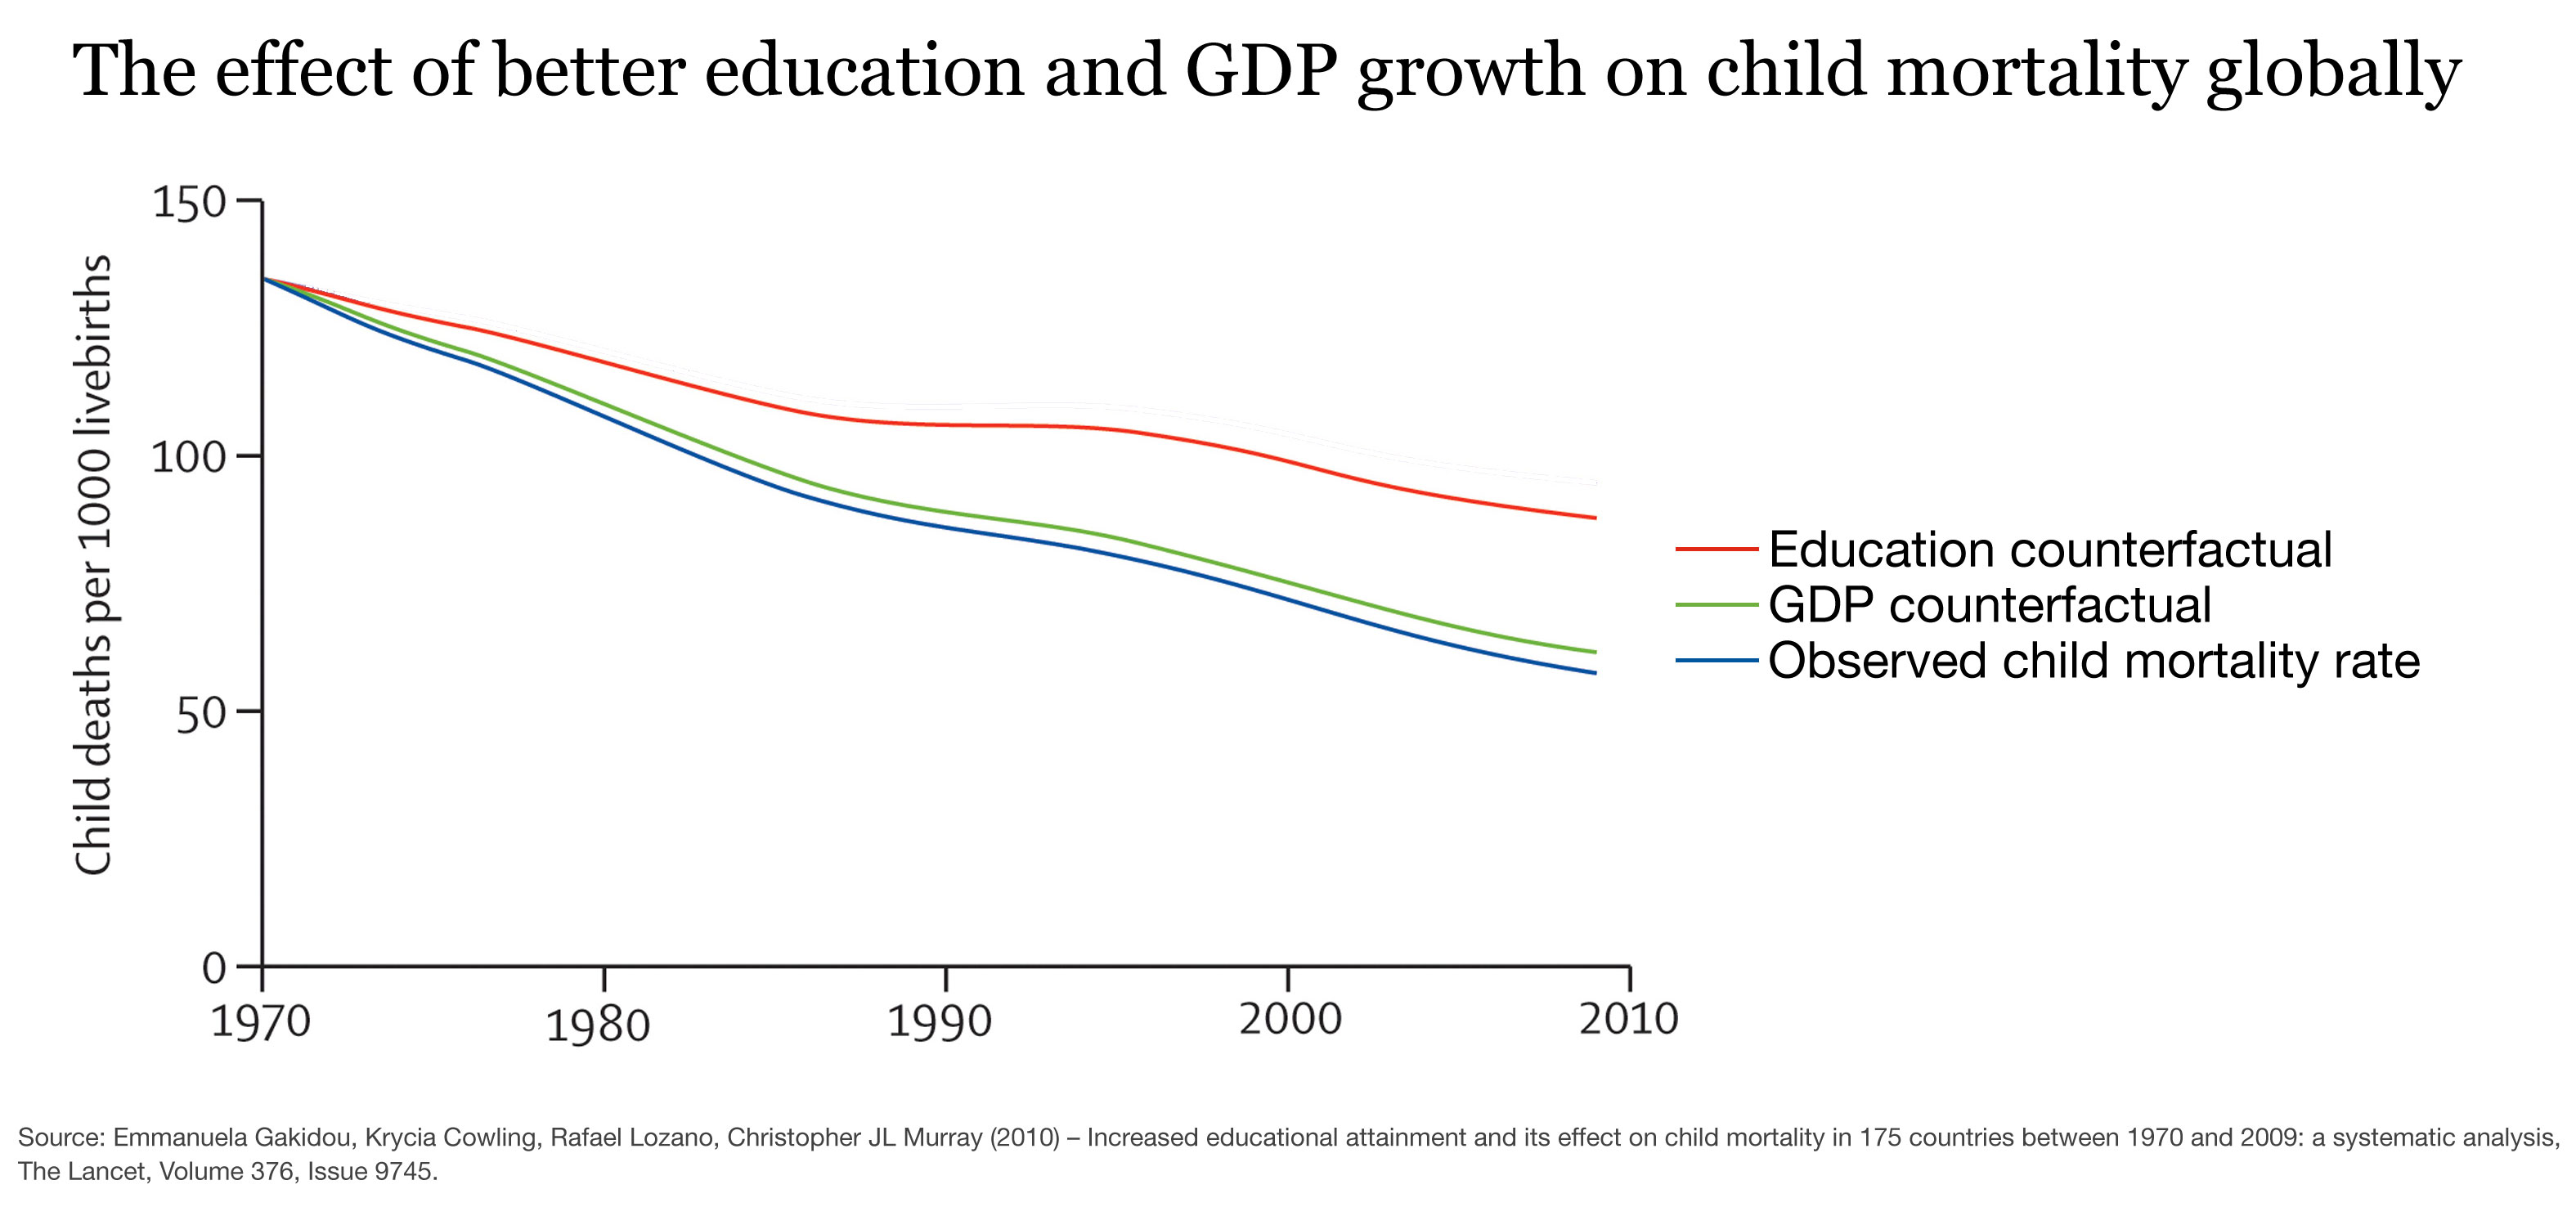 The effect of better education and GDP growth on child mortality globally
Child deaths per 1000 livebirths
150
100
50
0
1970
1980
1990
2000
2010
Education counterfactual
GDP counterfactual
Observed child mortality rate
Source: Emmanuela Gakidou, Krycia Cowling, Rafael Lozano, Christopher JL Murray (2010) – Increased educational attainment and its effect on child mortality in 175 countries between 1970 and 2009: a systematic analysis,
The Lancet, Volume 376, Issue 9745.